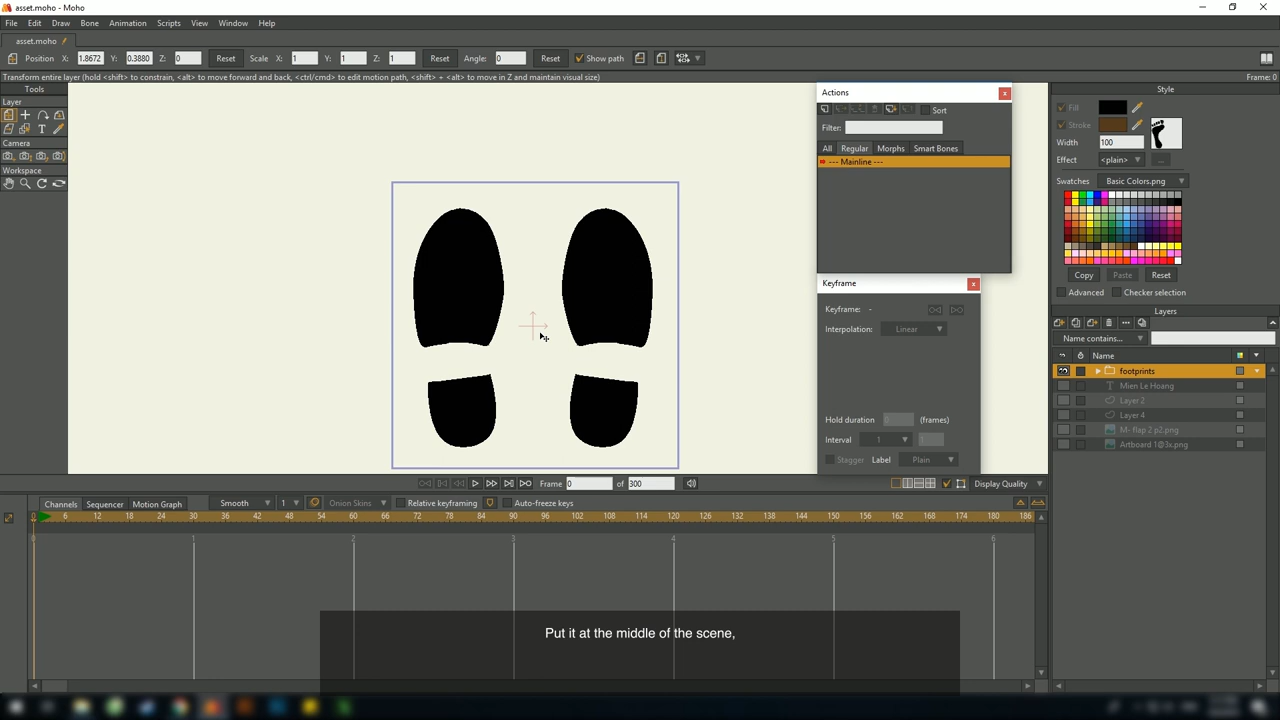 asset.moho - Moho
File Edit Draw Bone Animation Scripts View Window Help
asset.moho
Position X: 1.8672 Y: 0.3880 Z: 0 Reset Scale X: 1 Y: 1 Z: 1 Reset Angle: 0 Reset Show path
Transform entire layer (hold <shift> to constrain, <alt> to move forward and back, <ctrl/cmd> to edit motion path, <shift> + <alt> to move in Z and maintain visual size) Frame: 0
Tools
Layer
Camera
Workspace
Actions
Sort
Filter:
All Regular Morphs Smart Bones
--- Mainline ---
Keyframe
Keyframe: -
Interpolation: Linear
Hold duration 0 (frames)
Interval 1 1
Stagger Label Plain
Style
Fill
Stroke
Width 100
Effect <plain> ...
Swatches Basic Colors.png
Copy Paste Reset
Advanced Checker selection
Layers
Name contains...
Name
footprints
Mien Le Hoang
Layer 2
Layer 4
M- flap 2 p2.png
Artboard 1@3x.png
Frame 0 of 300 Display Quality
Channels Sequencer Motion Graph Smooth 1 Onion Skins Relative keyframing Auto-freeze keys
0 6 12 18 24 30 36 42 48 54 60 66 72 78 84 90 96 102 108 114 120 126 132 138 144 150 156 162 168 174 180 186
0 1 2 3 4 5 6
Put it at the middle of the scene,